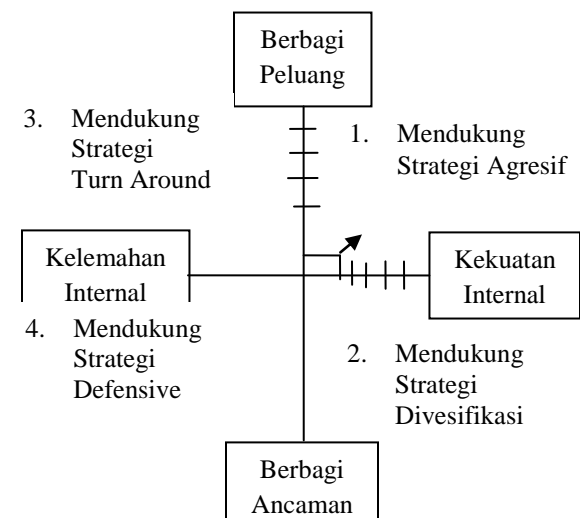 Berbagi
Peluang
3. Mendukung
Strategi
Turn Around
1. Mendukung
Strategi Agresif
Kelemahan
Internal
Kekuatan
Internal
4. Mendukung
Strategi
Defensive
2. Mendukung
Strategi
Divesifikasi
Berbagi
Ancaman